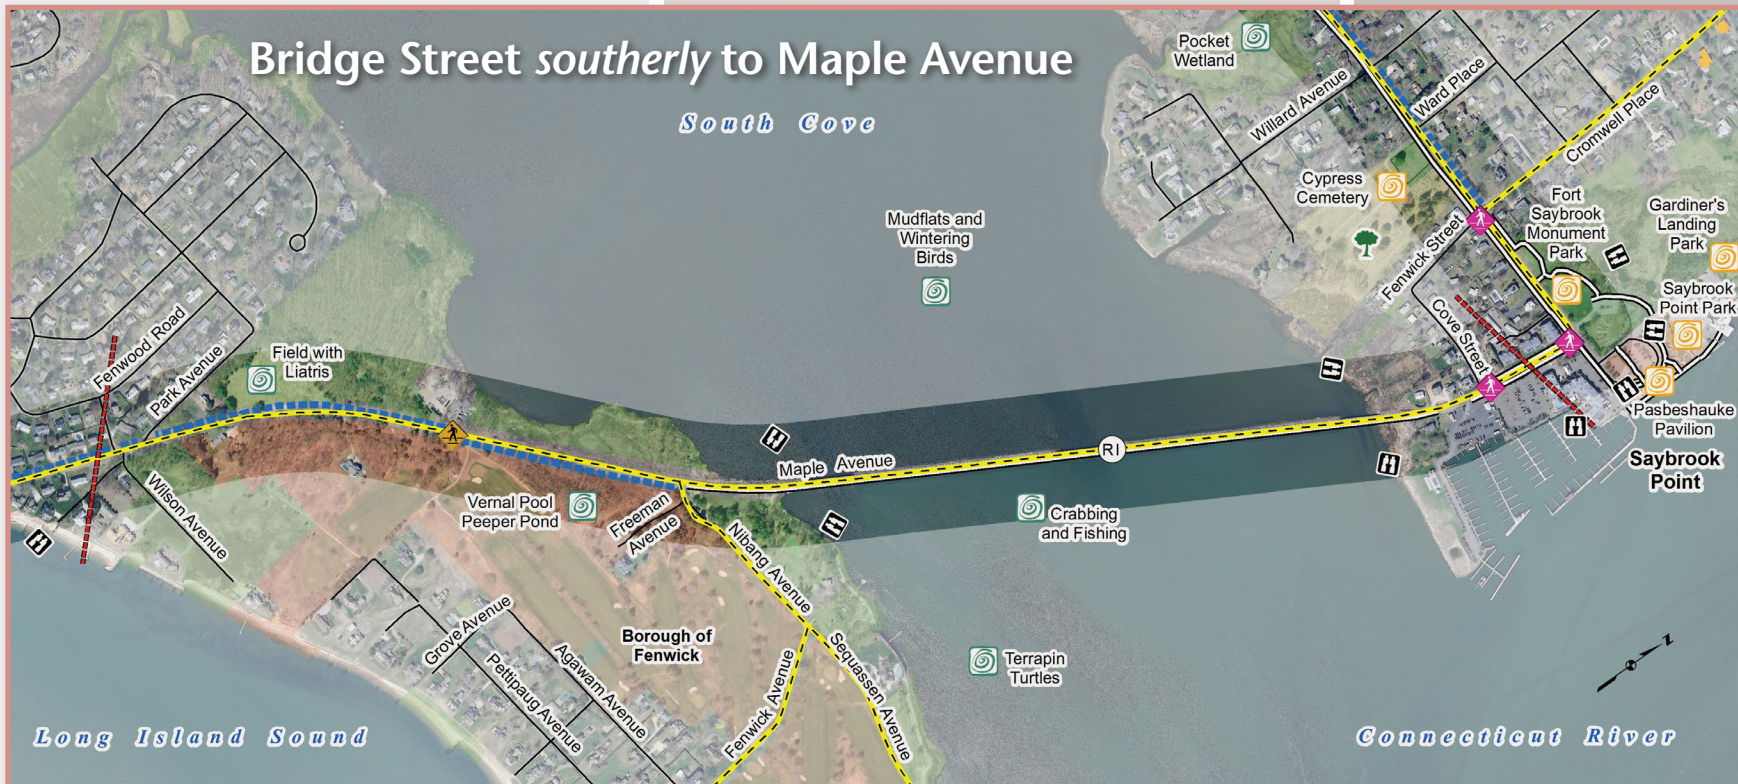 Bridge Street southerly to Maple Avenue
South Cove
Pocket
Wetland
Willard Avenue
Ward Place
Cromwell Place
Cypress
Cemetery
Fort
Saybrook
Monument
Park
Gardiner's
Landing
Park
Mudflats and
Wintering
Birds
Fenwick Street
Saybrook
Point Park
Cove Street
Fenwood Road
Park Avenue
Field with
Liatris
Pasbeshauke
Pavilion
Saybrook
Point
Maple Avenue
R1
Wilson Avenue
Vernal Pool
Peeper Pond
Freeman
Avenue
Nibang Avenue
Crabbing
and Fishing
Grove Avenue
Borough of
Fenwick
Pettipaug Avenue
Agawam Avenue
Fenwick Avenue
Sequassen Avenue
Terrapin
Turtles
Z
Long Island Sound
Connecticut River